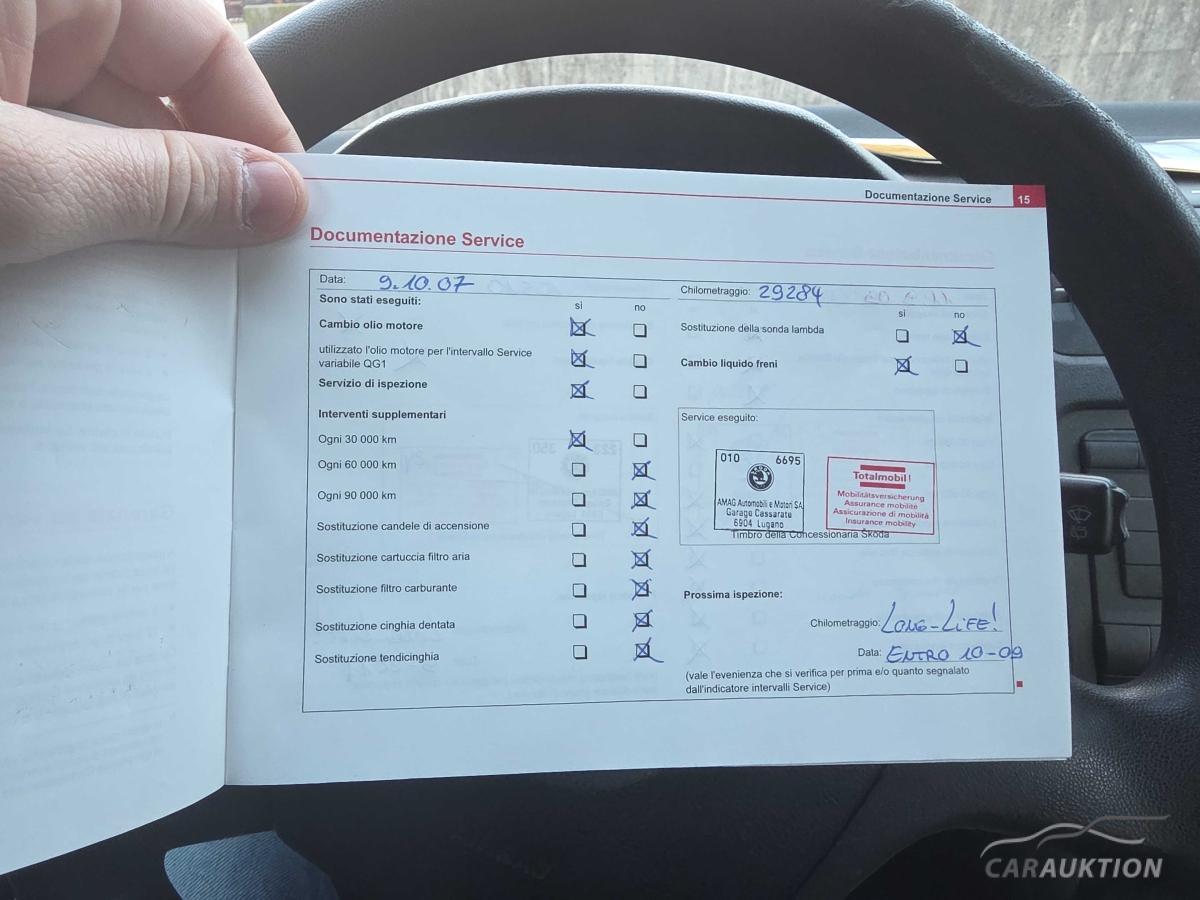 Documentazione Service 15
Documentazione Service
Data: 9.10.07
Chilometraggio: 29284
Sono stati eseguiti:
si no
Cambio olio motore
utilizzato l'olio motore per l'intervallo Service
variabile QG1
Servizio di ispezione
Interventi supplementari
Ogni 30 000 km
Ogni 60 000 km
Ogni 90 000 km
Sostituzione candele di accensione
Sostituzione cartuccia filtro aria
Sostituzione filtro carburante
Sostituzione cinghia dentata
Sostituzione tendicinghia
si no
Sostituzione della sonda lambda
Cambio liquido freni
Service eseguito:
010 6695
AMAG Automobili e Motori SA
Garage Cassarate
6904 Lugano
Totalmobil!
Mobilitätsversicherung
Assurance mobilité
Assicurazione di mobilità
Insurance mobility
Timbro della Concessionaria Škoda
Prossima ispezione:
Chilometraggio: LONG-LIFE!
Data: ENTRO 10-09
(vale l'evenienza che si verifica per prima e/o quanto segnalato
dall'indicatore intervalli Service)
CARAUKTION